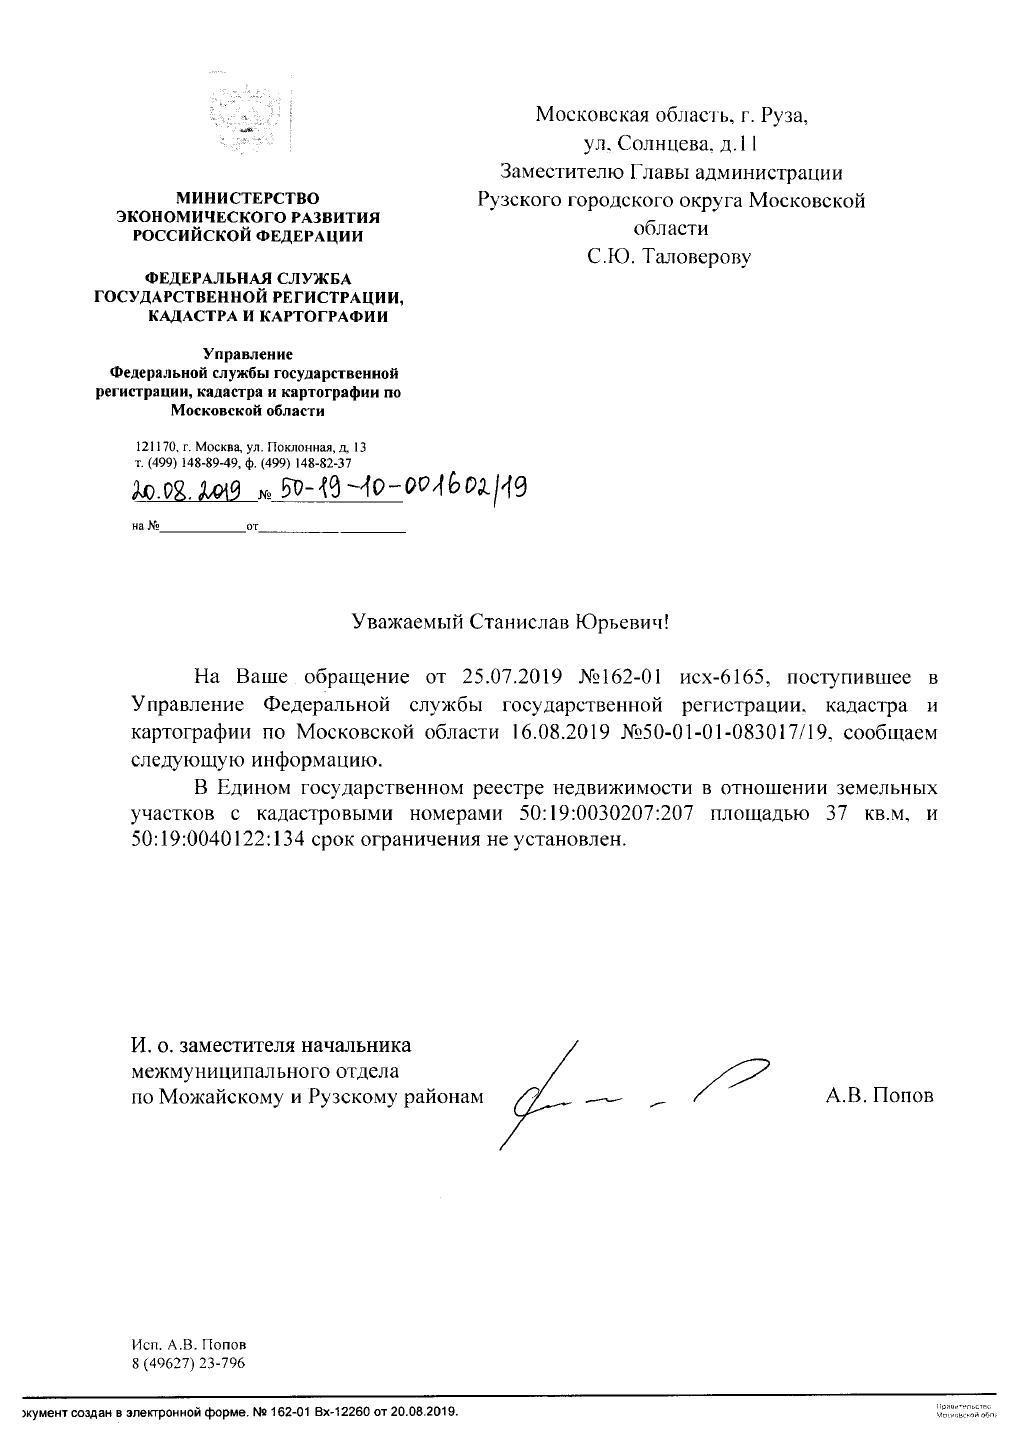 МИНИСТЕРСТВО
ЭКОНОМИЧЕСКОГО РАЗВИТИЯ
РОССИЙСКОЙ ФЕДЕРАЦИИ
ФЕДЕРАЛЬНАЯ СЛУЖБА
ГОСУДАРСТВЕННОЙ РЕГИСТРАЦИИ,
КАДАСТРА И КАРТОГРАФИИ
Управление
Федеральной службы государственной
регистрации, кадастра и картографии по
Московской области
121170, г. Москва, ул. Поклонная, д, 13
т. (499) 148-89-49, ф. (499) 148-82-37
20.08.2019 № 50-19-10-001602/19
на №____________от____________
Московская область, г. Руза,
ул. Солнцева, д.11
Заместителю Главы администрации
Рузского городского округа Московской
области
С.Ю. Таловерову
Уважаемый Станислав Юрьевич!
На Ваше обращение от 25.07.2019 №162-01 исх-6165, поступившее в
Управление Федеральной службы государственной регистрации, кадастра и
картографии по Московской области 16.08.2019 №50-01-01-083017/19, сообщаем
следующую информацию.
В Едином государственном реестре недвижимости в отношении земельных
участков с кадастровыми номерами 50:19:0030207:207 площадью 37 кв.м, и
50:19:0040122:134 срок ограничения не установлен.
И. о. заместителя начальника
межмуниципального отдела
по Можайскому и Рузскому районам
А.В. Попов
Исп. А.В. Попов
8 (49627) 23-796
окумент создан в электронной форме. № 162-01 Вх-12260 от 20.08.2019.
Правительство
Московской обл